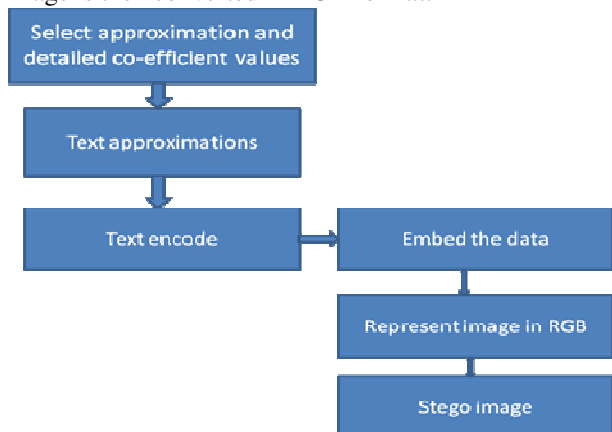 Select approximation and
detailed co-efficient values
Text approximations
Text encode
Embed the data
Represent image in RGB
Stego image